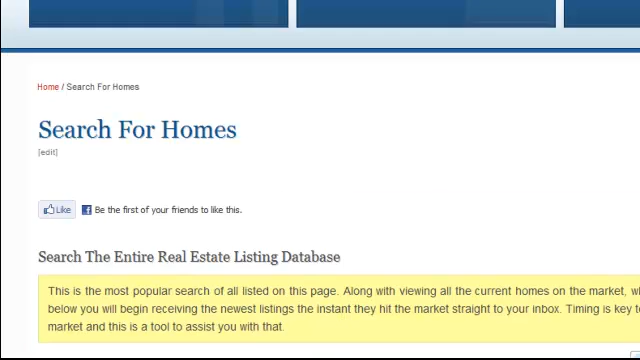 Home / Search For Homes
Search For Homes
[edit]
Like Be the first of your friends to like this.
Search The Entire Real Estate Listing Database
This is the most popular search of all listed on this page. Along with viewing all the current homes on the market,
below you will begin receiving the newest listings the instant they hit the market straight to your inbox. Timing is key
market and this is a tool to assist you with that.